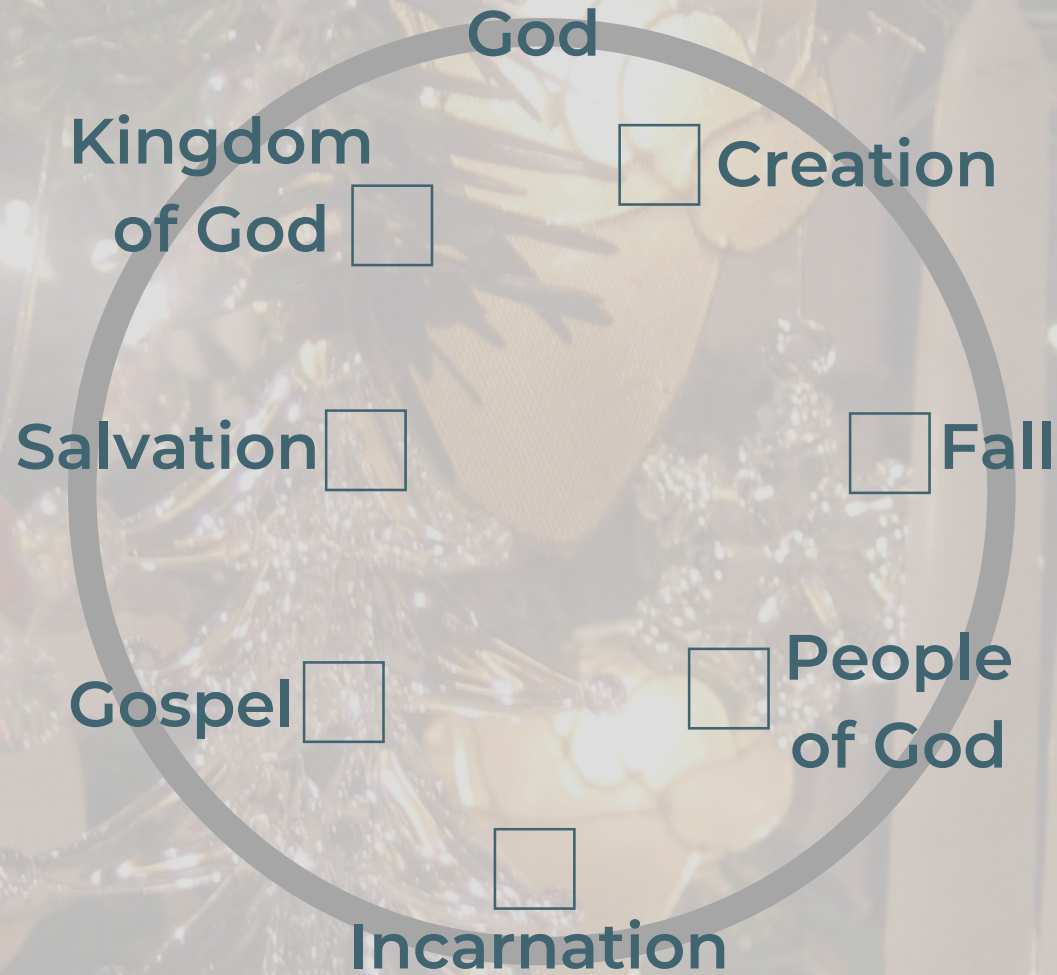 God
Creation
Fall
People
of God
Incarnation
Gospel
Salvation
Kingdom
of God